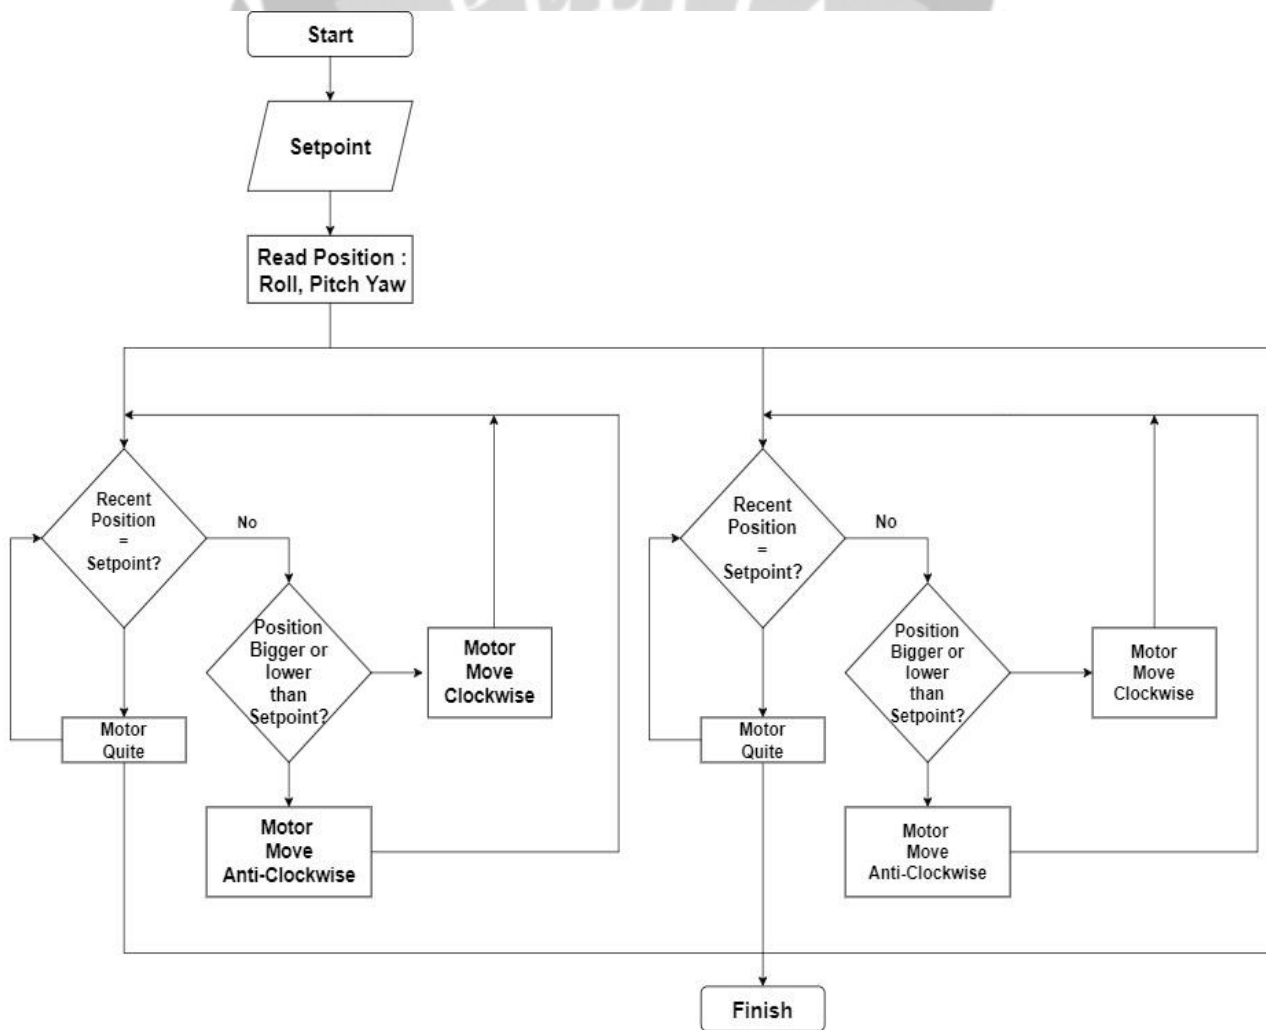 Start
Setpoint
Read Position :
Roll, Pitch Yaw
Recent
Position
=
Setpoint?
No
Position
Bigger or
lower
than
Setpoint?
Motor
Move
Clockwise
Motor
Quite
Motor
Move
Anti-Clockwise
Recent
Position
=
Setpoint?
No
Position
Bigger or
lower
than
Setpoint?
Motor
Move
Clockwise
Motor
Quite
Motor
Move
Anti-Clockwise
Finish